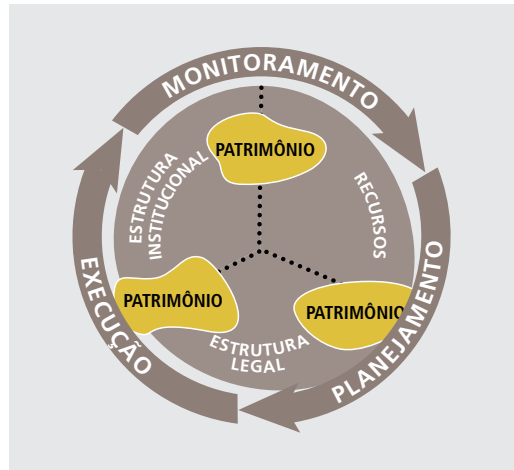 MONITORAMENTO
PATRIMÔNIO
ESTRUTURA
INSTITUCIONAL
RECURSOS
EXECUÇÃO
PATRIMÔNIO
PATRIMÔNIO
PLANEJAMENTO
ESTRUTURA
LEGAL